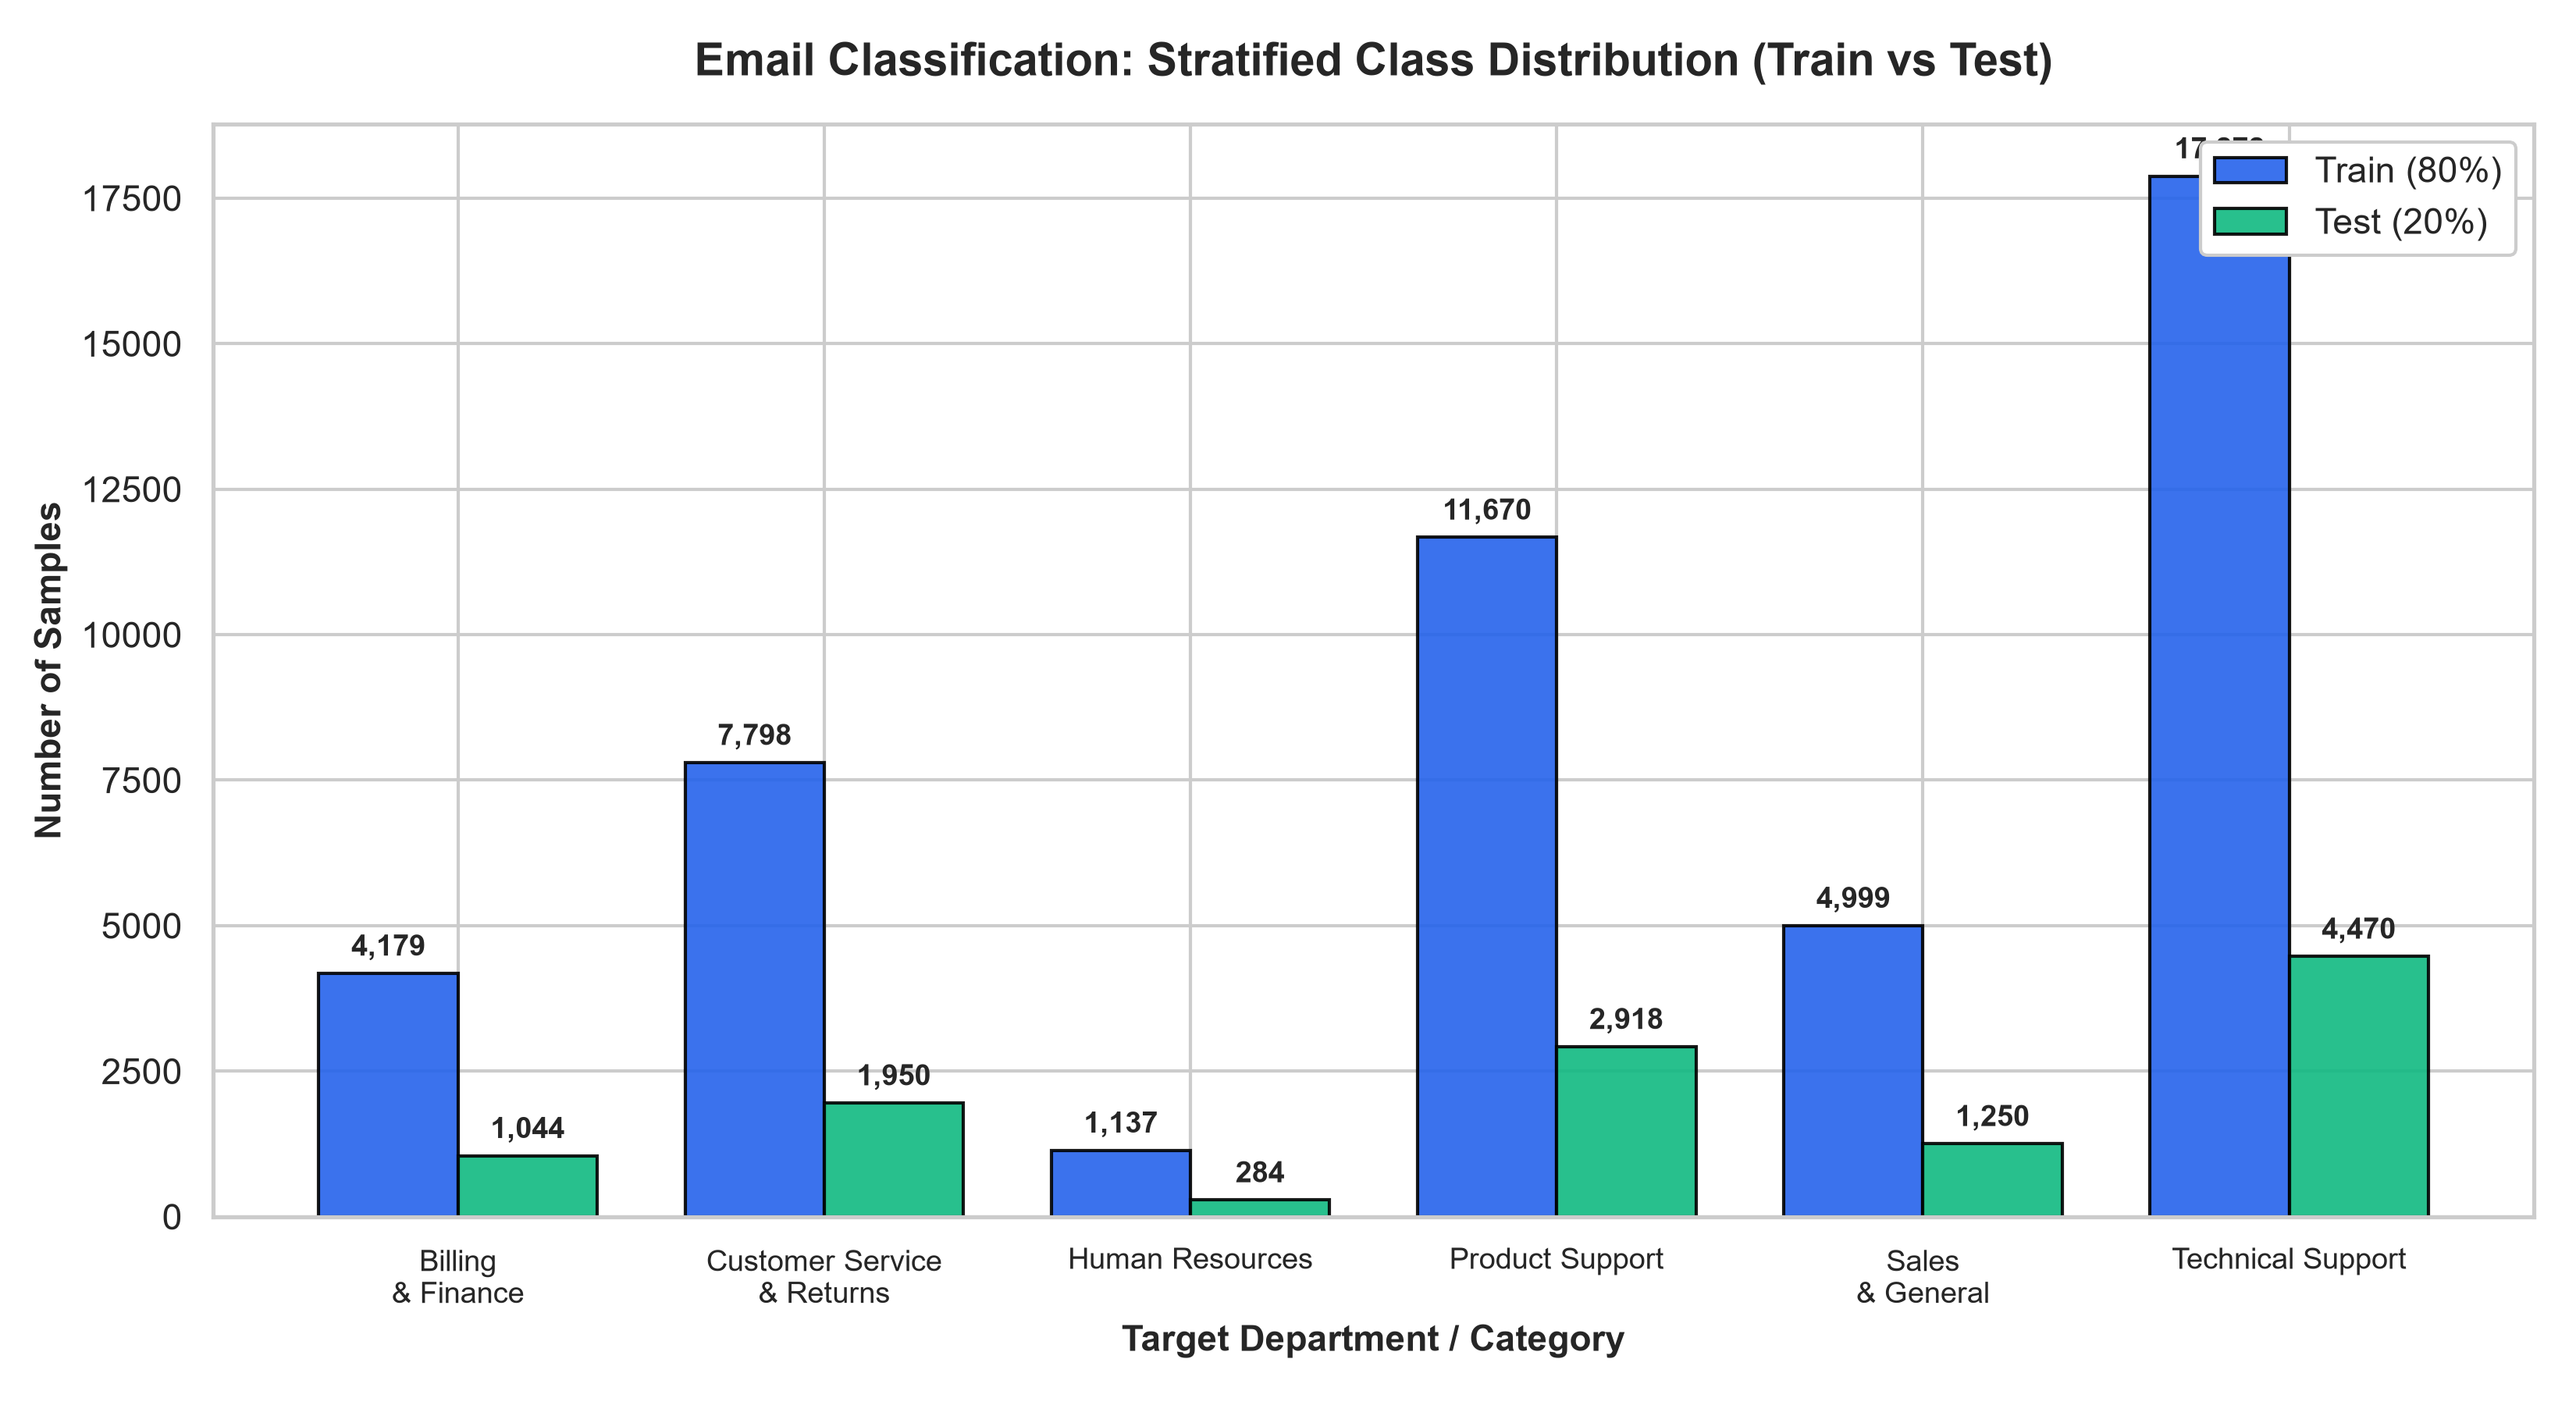 Email Classification: Stratified Class Distribution (Train vs Test)
Train (80%)
Test (20%)
Number of Samples
17500
15000
12500
10000
7500
5000
2500
0
4,179
1,044
7,798
1,950
1,137
284
11,670
2,918
4,999
1,250
4,470
Billing
& Finance
Customer Service
& Returns
Human Resources
Product Support
Sales
& General
Technical Support
Target Department / Category